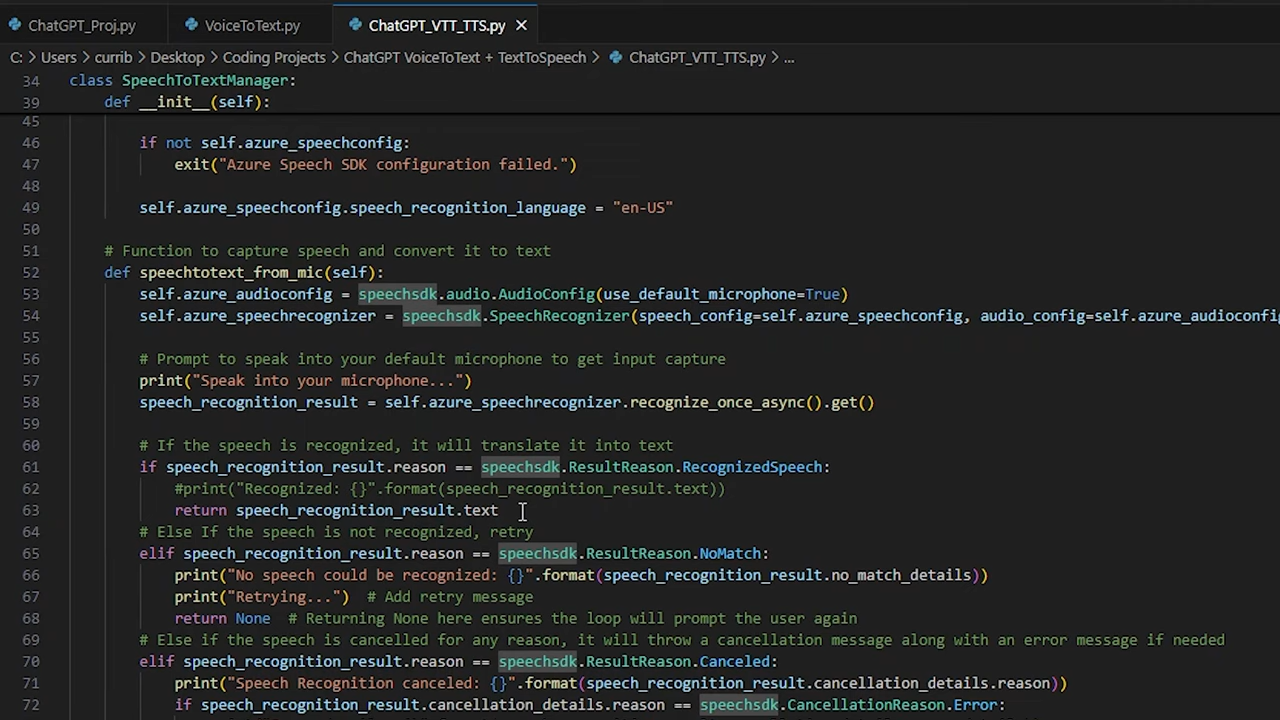 ChatGPT_Proj.py VoiceToText.py ChatGPT_VTT_TTS.py
C: > Users > currib > Desktop > Coding Projects > ChatGPT VoiceToText + TextToSpeech > ChatGPT_VTT_TTS.py > ...
34 class SpeechToTextManager:
39 def __init__(self):
45
46 if not self.azure_speechconfig:
47 exit("Azure Speech SDK configuration failed.")
48
49 self.azure_speechconfig.speech_recognition_language = "en-US"
50
51 # Function to capture speech and convert it to text
52 def speechtotext_from_mic(self):
53 self.azure_audioconfig = speechsdk.audio.AudioConfig(use_default_microphone=True)
54 self.azure_speechrecognizer = speechsdk.SpeechRecognizer(speech_config=self.azure_speechconfig, audio_config=self.azure_audioconfig
55
56 # Prompt to speak into your default microphone to get input capture
57 print("Speak into your microphone...")
58 speech_recognition_result = self.azure_speechrecognizer.recognize_once_async().get()
59
60 # If the speech is recognized, it will translate it into text
61 if speech_recognition_result.reason == speechsdk.ResultReason.RecognizedSpeech:
62 #print("Recognized: {}".format(speech_recognition_result.text))
63 return speech_recognition_result.text
64 # Else If the speech is not recognized, retry
65 elif speech_recognition_result.reason == speechsdk.ResultReason.NoMatch:
66 print("No speech could be recognized: {}".format(speech_recognition_result.no_match_details))
67 print("Retrying...") # Add retry message
68 return None # Returning None here ensures the loop will prompt the user again
69 # Else if the speech is cancelled for any reason, it will throw a cancellation message along with an error message if needed
70 elif speech_recognition_result.reason == speechsdk.ResultReason.Canceled:
71 print("Speech Recognition canceled: {}".format(speech_recognition_result.cancellation_details.reason))
72 if speech_recognition_result.cancellation_details.reason == speechsdk.CancellationReason.Error: